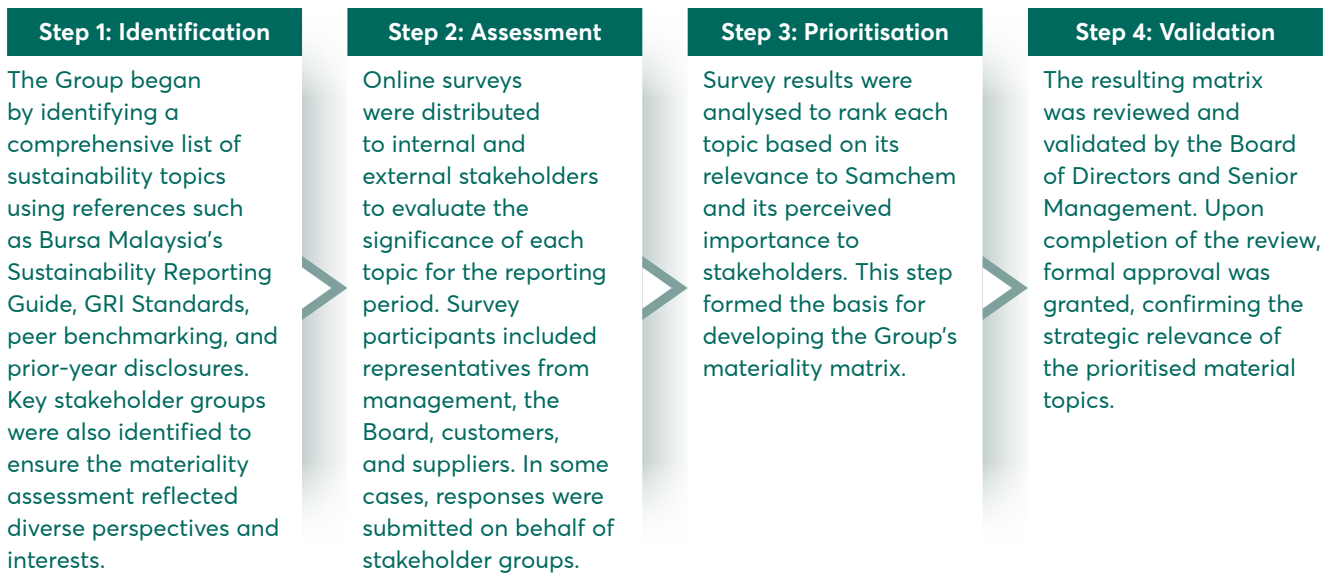 Step 1: Identification
The Group began
by identifying a
comprehensive list of
sustainability topics
using references such
as Bursa Malaysia's
Sustainability Reporting
Guide, GRI Standards,
peer benchmarking, and
prior-year disclosures.
Key stakeholder groups
were also identified to
ensure the materiality
assessment reflected
diverse perspectives and
interests.
Step 2: Assessment
Online surveys
were distributed
to internal and
external stakeholders
to evaluate the
significance of each
topic for the reporting
period. Survey
participants included
representatives from
management, the
Board, customers,
and suppliers. In some
cases, responses were
submitted on behalf of
stakeholder groups.
Step 3: Prioritisation
Survey results were
analysed to rank each
topic based on its
relevance to Samchem
and its perceived
importance to
stakeholders. This step
formed the basis for
developing the Group's
materiality matrix.
Step 4: Validation
The resulting matrix
was reviewed and
validated by the Board
of Directors and Senior
Management. Upon
completion of the review,
formal approval was
granted, confirming the
strategic relevance of
the prioritised material
topics.